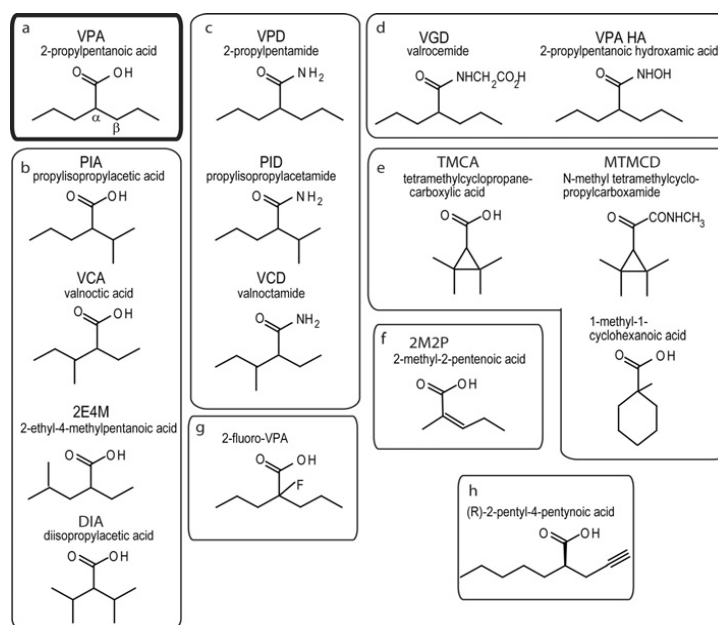 a
VPA
2-propylpentanoic acid
O
OH
α
β
b
PIA
propylisopropylacetic acid
O
OH
VCA
valnoctic acid
O
OH
2E4M
2-ethyl-4-methylpentanoic acid
O
OH
DIA
diisopropylacetic acid
O
OH
c
VPD
2-propylpentamide
O
NH2
PID
propylisopropylacetamide
O
NH2
VCD
valnoctamide
O
NH2
g
2-fluoro-VPA
O
OH
F
d
VGD
valrocemide
O
NHCH2CO2H
VPA HA
2-propylpentanoic hydroxamic acid
O
NHOH
e
TMCA
tetramethylcyclopropane-
carboxylic acid
O
OH
MTMCD
N-methyl tetramethylcyclo-
propylcarboxamide
O
CONHCH3
1-methyl-1-
cyclohexanoic acid
O
OH
f
2M2P
2-methyl-2-pentenoic acid
O
OH
h
(R)-2-pentyl-4-pentynoic acid
O
OH